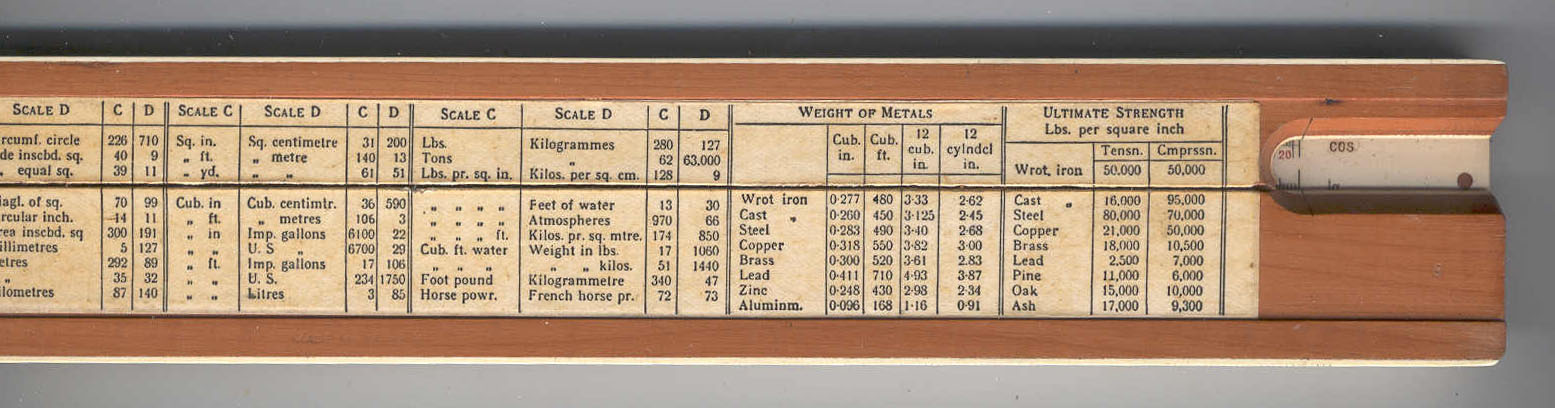 SCALE D C D SCALE C SCALE D C D SCALE C SCALE D C D WEIGHT OF METALS ULTIMATE STRENGTH
Lbs. per square inch
Cub. in. Cub. ft. 12 cub. in. 12 cylndcl in. Tensn. Cmprssn.
rcumf. circle 226 710 Sq. in. Sq. centimetre 31 200 Lbs. Kilogrammes 280 127
de inscbd. sq. 40 9 „ ft. „ metre 140 13 Tons „ 62 63,000
„ equal sq. 39 11 „ yd. „ „ 61 51 Lbs. pr. sq. in. Kilos. per sq. cm. 128 9 Wrot. iron 50,000 50,000
iagl. of sq. 70 99 Cub. in Cub. centimtr. 36 590 „ „ „ „ Feet of water 13 30 Wrot iron 0·277 480 3·33 2·62 Cast „ 16,000 95,000
rcular inch. 14 11 „ ft. „ metres 106 3 „ „ „ „ Atmospheres 970 66 Cast „ 0·260 450 3·125 2·45 Steel 80,000 70,000
rea inscbd. sq 300 191 „ in Imp. gallons 6100 22 „ „ „ ft. Kilos. pr. sq. mtre. 174 850 Steel 0·283 490 3·40 2·68 Copper 21,000 50,000
illimetres 5 127 „ „ U. S „ 6700 29 Cub. ft. water Weight in lbs. 17 1060 Copper 0·318 550 3·82 3·00 Brass 18,000 10,500
etres 292 89 „ ft. Imp. gallons 17 106 „ „ „ „ „ kilos. 51 1440 Brass 0·300 520 3·61 2.83 Lead 2.500 7,000
„ 35 32 „ „ U. S. 234 1750 Foot pound Kilogrammetre 340 47 Lead 0·411 710 4·93 3·87 Pine 11,000 6,000
ilometres 87 140 „ „ Litres 3 85 Horse powr. French horse pr. 72 73 Zinc 0·248 430 2·98 2·34 Oak 15,000 10,000
Aluminm. 0·096 168 1·16 0·91 Ash 17,000 9,300
20 cos